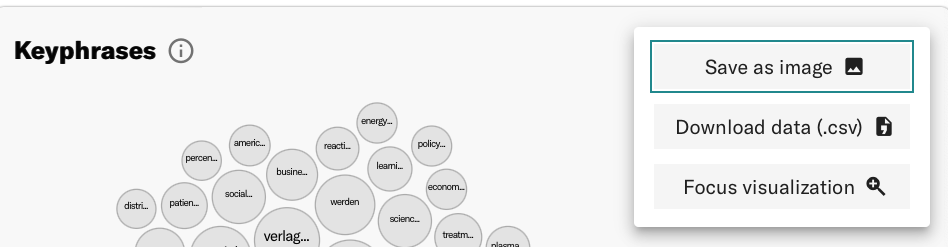 Keyphrases
Save as image
Download data (.csv)
Focus visualization
energy...
americ...
reacti...
policy...
percen...
busine...
learni...
econom...
social...
distri...
patien...
werden
scienc...
verlag...
treatm...
plasma